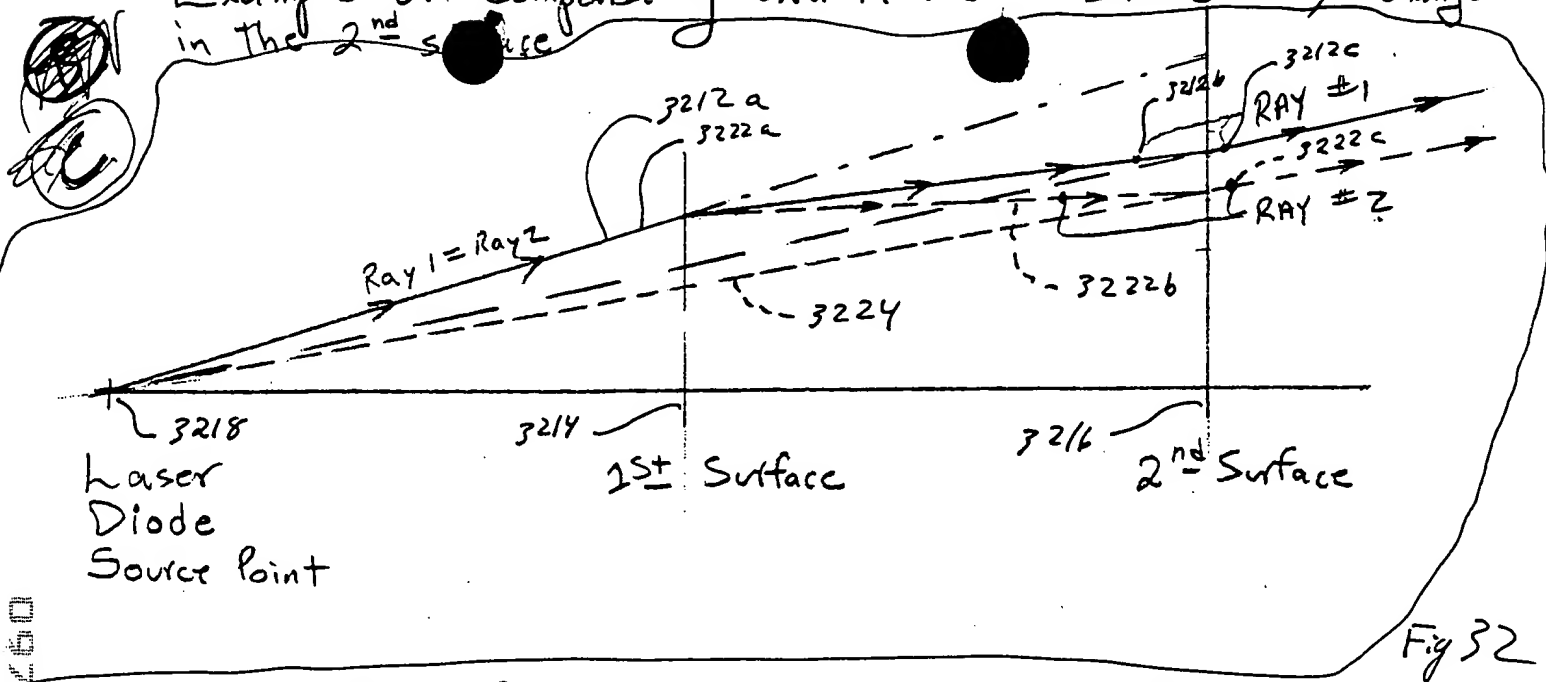 in the 2nd surface
3212a
3222a
3212b
3212c
RAY #1
3222c
RAY #2
Ray 1 = Ray 2
3222b
3224
3218
3214
3216
Laser
Diode
Source Point
1st Surface
2nd Surface
Fig 32